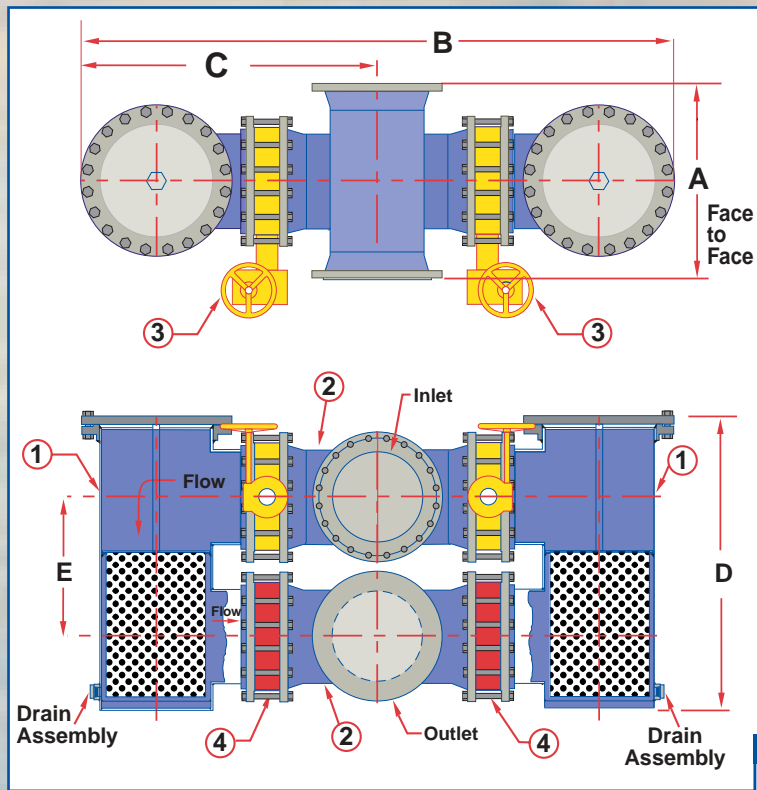 B
C
A
Face
to
Face
3
3
2
Inlet
1
Flow
1
E
D
Flow
Drain
Assembly
4
2
Outlet
4
Drain
Assembly